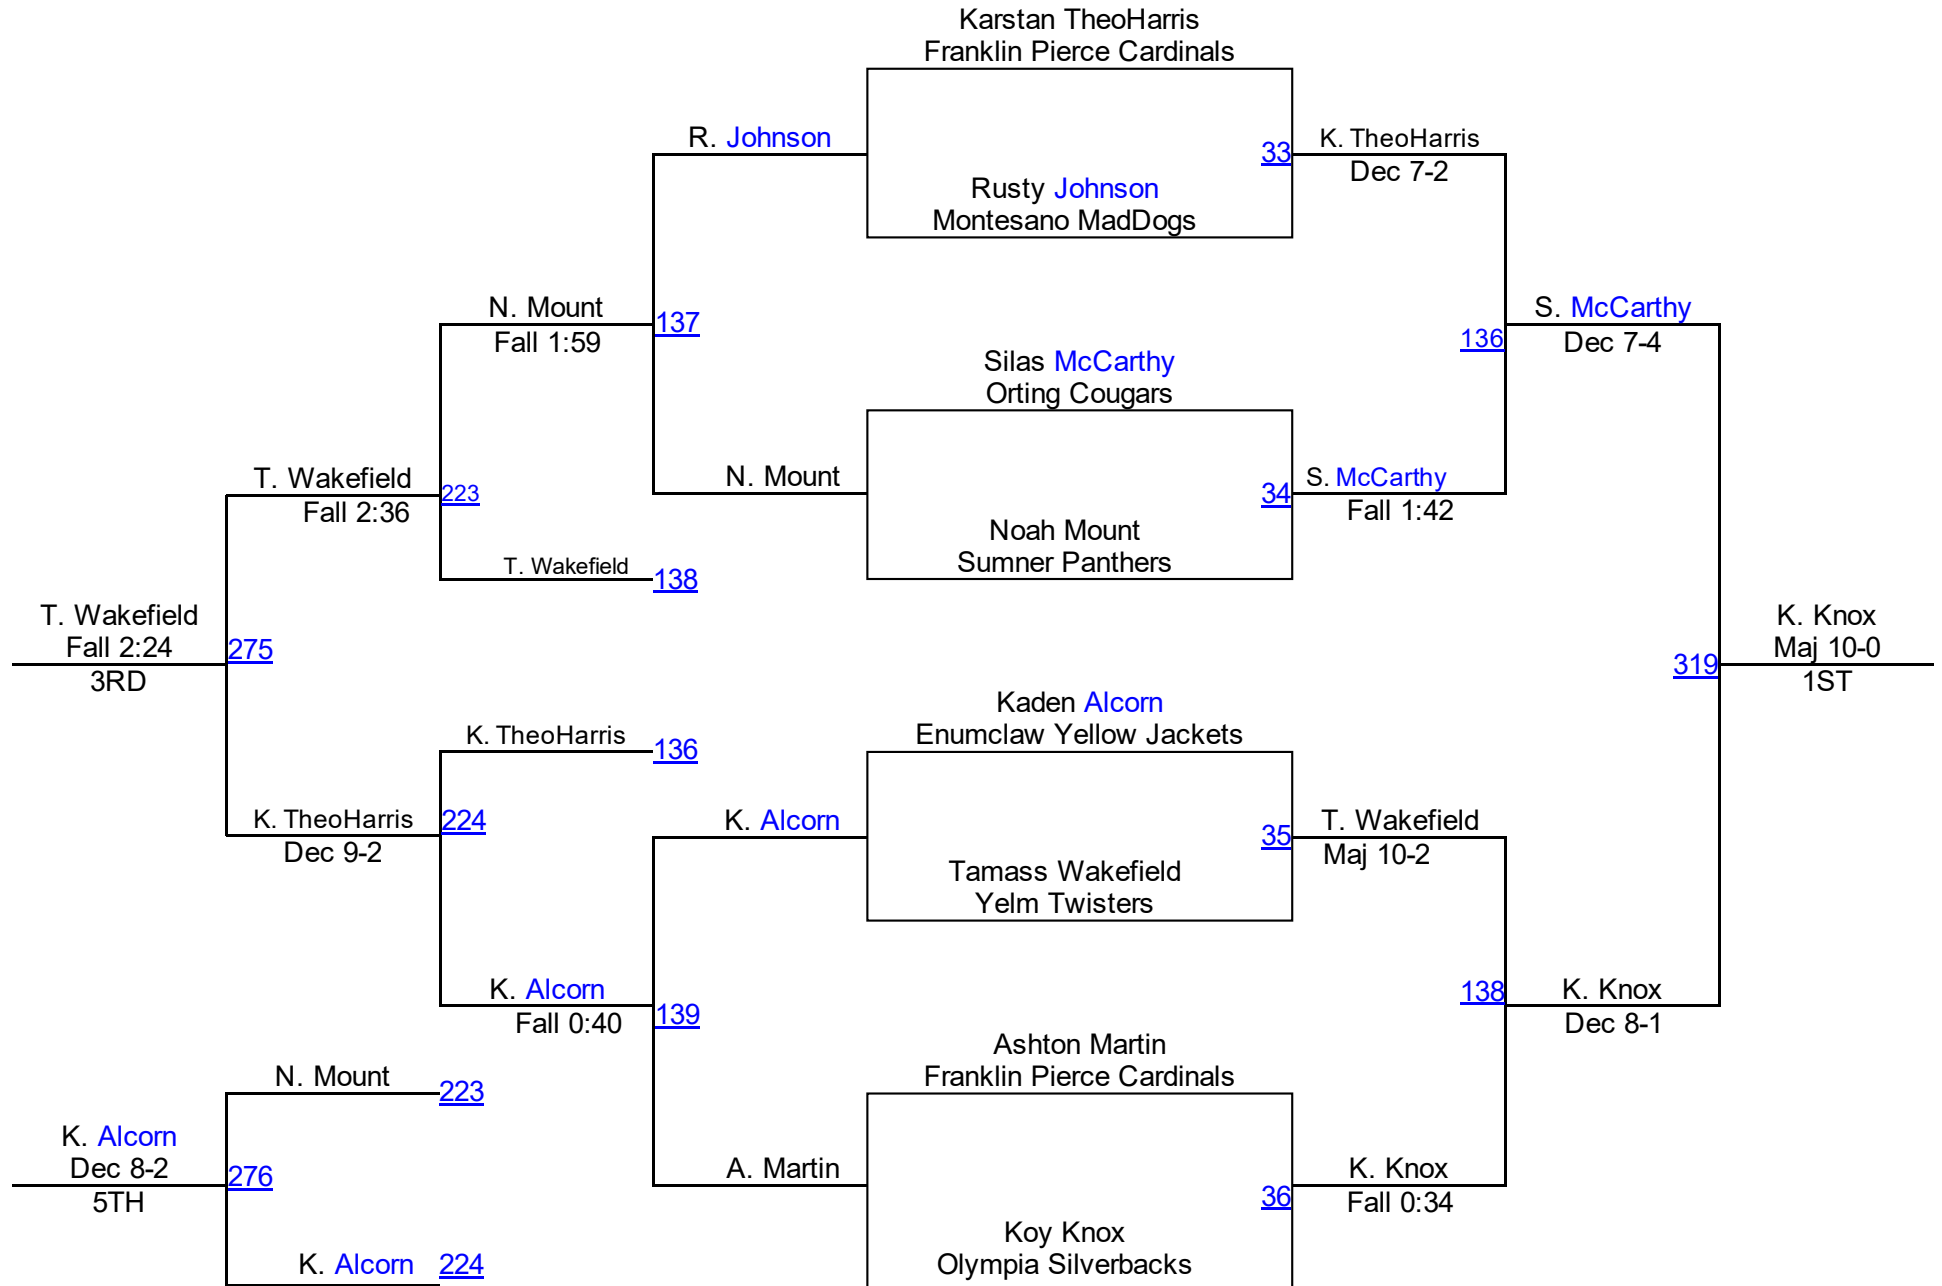 Karstan TheoHarris
Franklin Pierce Cardinals
R. Johnson
33
K. TheoHarris
Dec 7-2
Rusty Johnson
Montesano MadDogs
N. Mount
Fall 1:59
137
S. McCarthy
Dec 7-4
136
Silas McCarthy
Orting Cougars
T. Wakefield
Fall 2:36
223
N. Mount
34
S. McCarthy
Fall 1:42
Noah Mount
Sumner Panthers
T. Wakefield
138
T. Wakefield
Fall 2:24
3RD
275
K. Knox
Maj 10-0
1ST
319
Kaden Alcorn
Enumclaw Yellow Jackets
K. TheoHarris
136
K. TheoHarris
Dec 9-2
224
K. Alcorn
35
T. Wakefield
Maj 10-2
Tamass Wakefield
Yelm Twisters
K. Alcorn
Fall 0:40
139
138
K. Knox
Dec 8-1
Ashton Martin
Franklin Pierce Cardinals
N. Mount
223
K. Alcorn
Dec 8-2
5TH
276
A. Martin
36
K. Knox
Fall 0:34
Koy Knox
Olympia Silverbacks
K. Alcorn
224